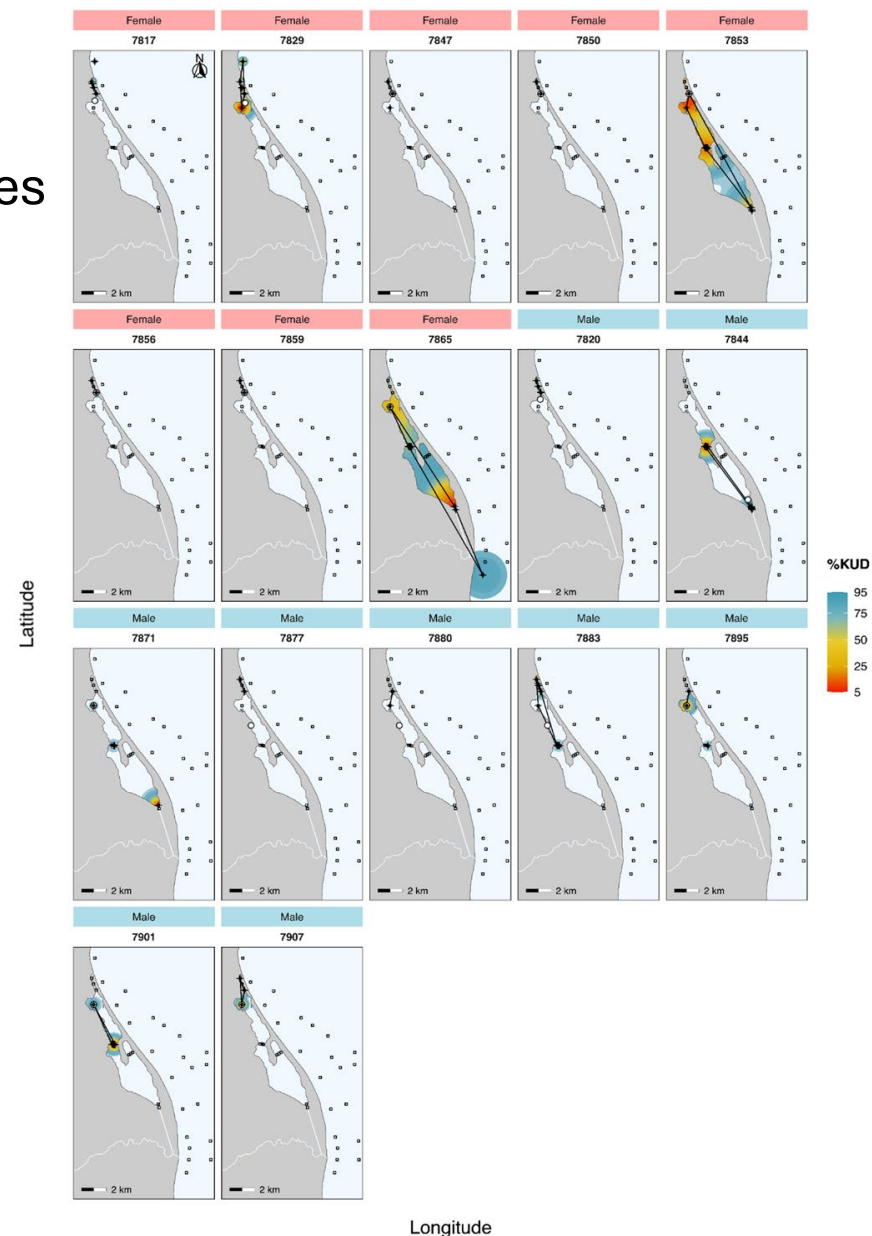 Female Female Female Female Female
7817 7829 7847 7850 7853
N
es
2 km 2 km 2 km 2 km 2 km
Female Female Female Male Male
7856 7859 7865 7820 7844
%KUD
95
75
50
25
5
Latitude
2 km 2 km 2 km 2 km 2 km
Male Male Male Male Male
7871 7877 7880 7883 7895
2 km 2 km 2 km 2 km 2 km
Male Male
7901 7907
2 km 2 km
Longitude